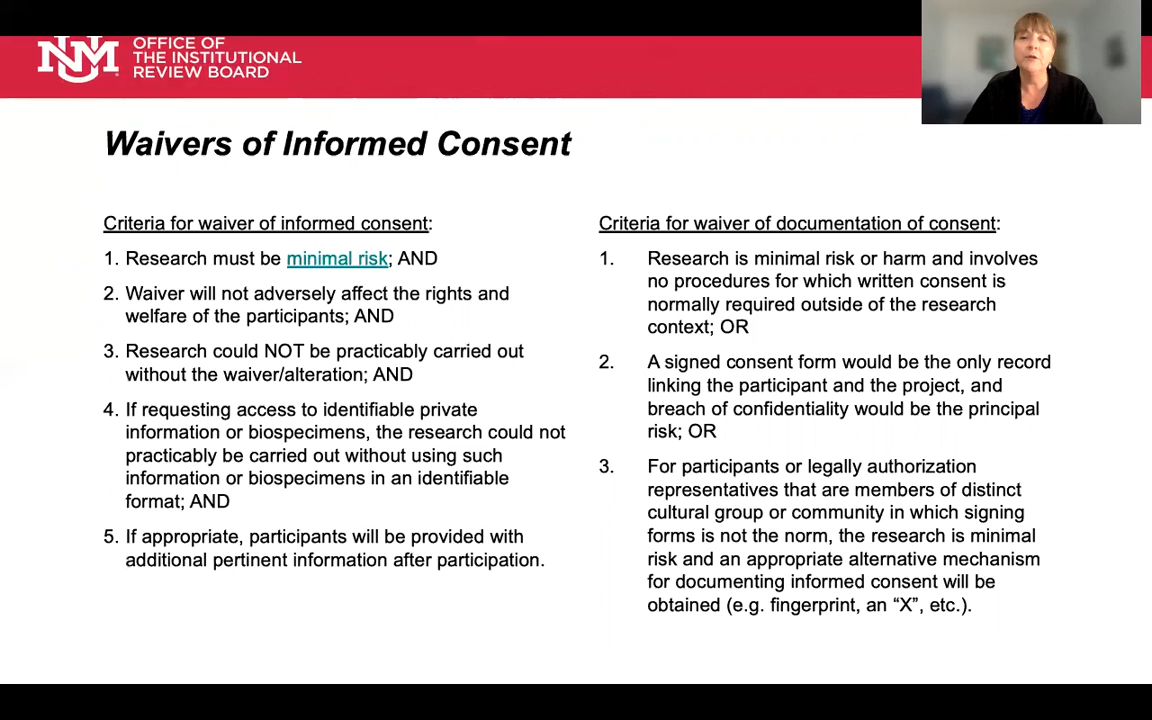 UNM
OFFICE OF
THE INSTITUTIONAL
REVIEW BOARD
Waivers of Informed Consent
Criteria for waiver of informed consent:
1. Research must be minimal risk; AND
2. Waiver will not adversely affect the rights and
welfare of the participants; AND
3. Research could NOT be practicably carried out
without the waiver/alteration; AND
4. If requesting access to identifiable private
information or biospecimens, the research could not
practicably be carried out without using such
information or biospecimens in an identifiable
format; AND
5. If appropriate, participants will be provided with
additional pertinent information after participation.
Criteria for waiver of documentation of consent:
1. Research is minimal risk or harm and involves
no procedures for which written consent is
normally required outside of the research
context; OR
2. A signed consent form would be the only record
linking the participant and the project, and
breach of confidentiality would be the principal
risk; OR
3. For participants or legally authorization
representatives that are members of distinct
cultural group or community in which signing
forms is not the norm, the research is minimal
risk and an appropriate alternative mechanism
for documenting informed consent will be
obtained (e.g. fingerprint, an “X”, etc.).